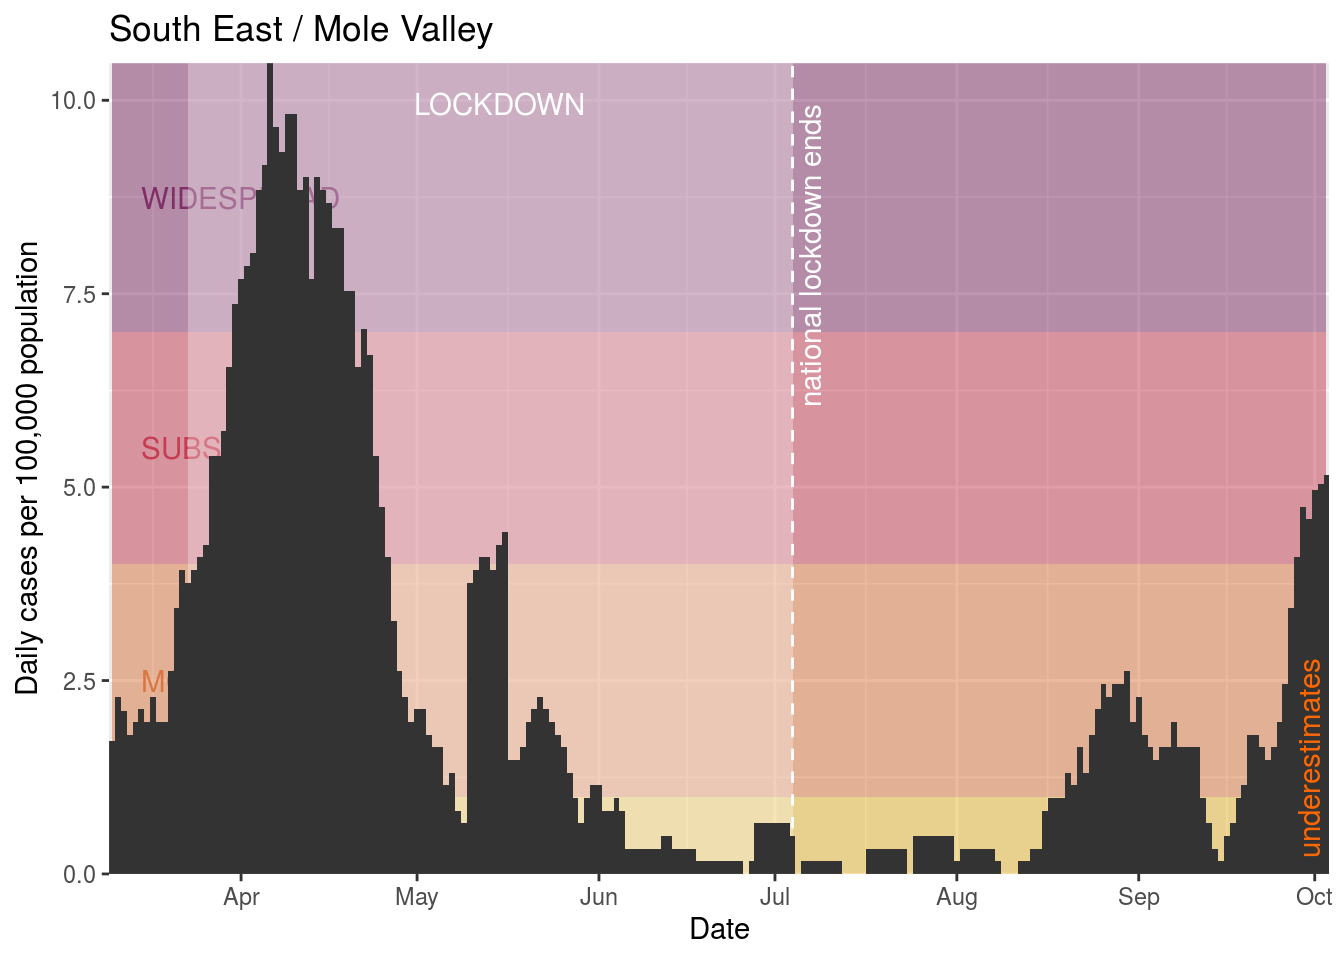 South East / Mole Valley
Daily cases per 100,000 population
10.0
7.5
5.0
2.5
0.0
LOCKDOWN
national lockdown ends
underestimates
Apr
May
Jun
Jul
Aug
Sep
Oct
Date